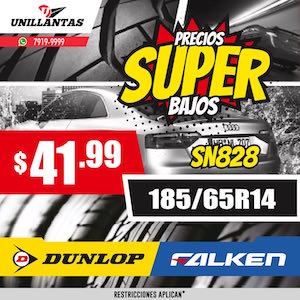 UNILLANTAS
7919-9999
PRECIOS
SUPER
BAJOS
$41.99
SN828
185/65R14
DUNLOP
FALKEN
RESTRICCIONES APLICAN*